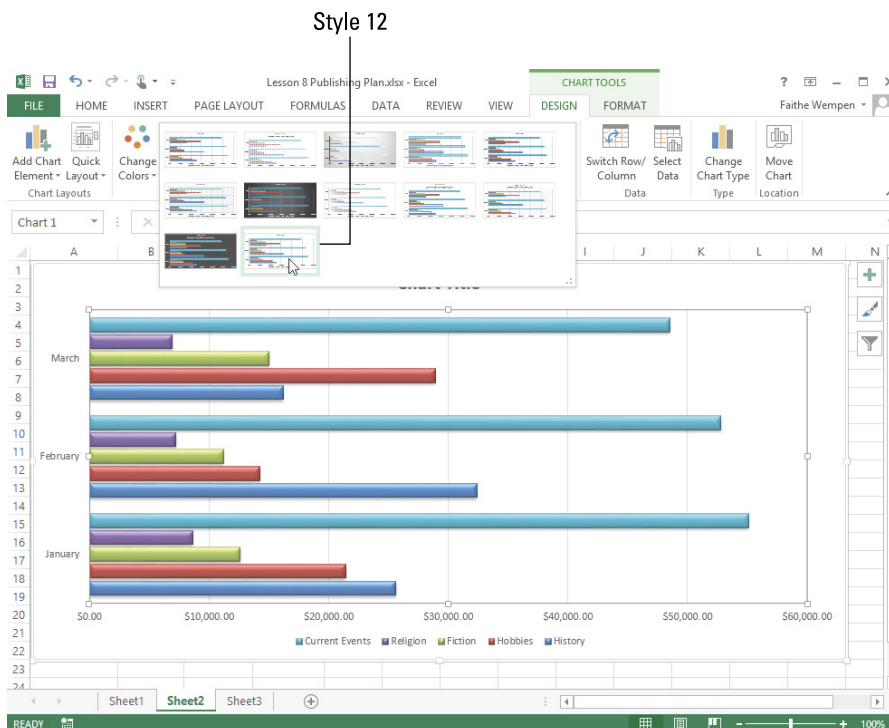 Style 12
Lesson 8 Publishing Plan.xlsx - Excel
CHART TOOLS
?
FILE HOME INSERT PAGE LAYOUT FORMULAS DATA REVIEW VIEW DESIGN FORMAT Faithe Wempen
Add Chart Element
Quick Layout
Change Colors
Switch Row/ Column
Select Data
Change Chart Type
Move Chart
Chart Layouts
Data
Type
Location
Chart 1
A B I J K L M N
1
2
3
4
5
6
7
8
9
10
11
12
13
14
15
16
17
18
19
20
21
22
23
24
March
February
January
$0.00 $10,000.00 $20,000.00 $30,000.00 $40,000.00 $50,000.00 $60,000.00
Current Events Religion Fiction Hobbies History
Sheet1 Sheet2 Sheet3
READY
100%